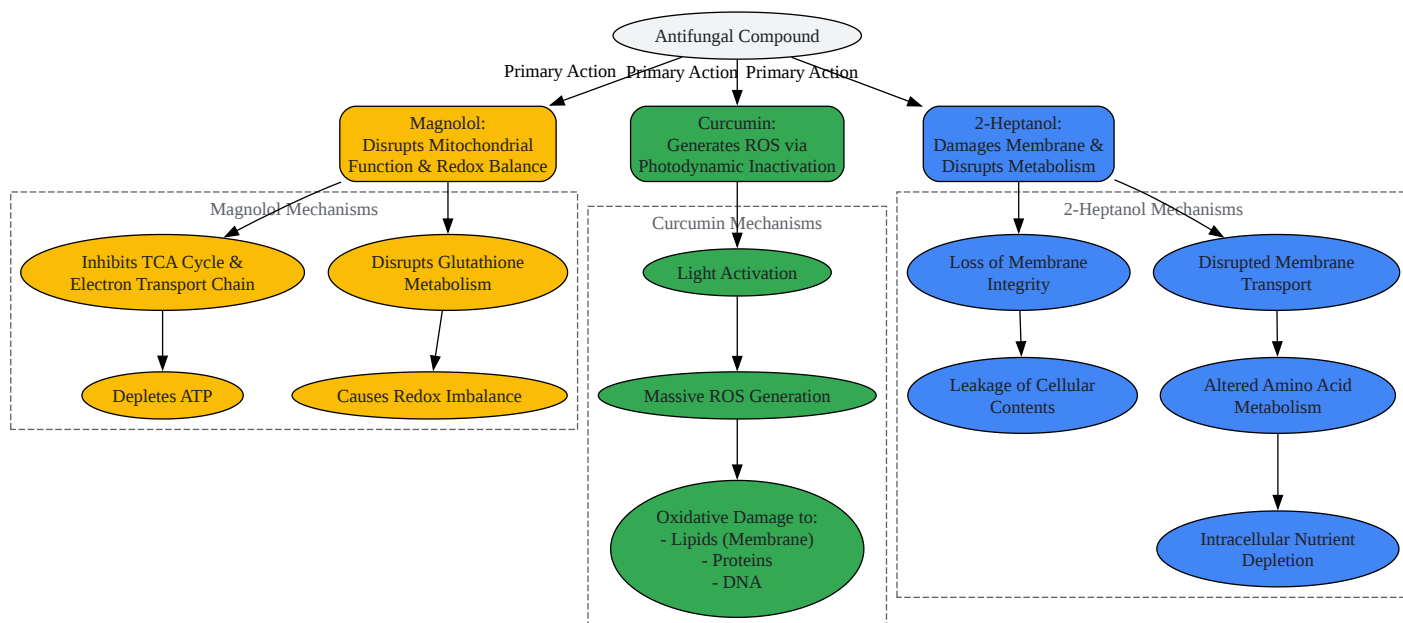 Antifungal Compound
Primary Action
Primary Action
Primary Action
Magnolol:
Disrupts Mitochondrial
Function & Redox Balance
Curcumin:
Generates ROS via
Photodynamic Inactivation
2-Heptanol:
Damages Membrane &
Disrupts Metabolism
Magnolol Mechanisms
Inhibits TCA Cycle &
Electron Transport Chain
Disrupts Glutathione
Metabolism
Depletes ATP
Causes Redox Imbalance
Curcumin Mechanisms
Light Activation
Massive ROS Generation
Oxidative Damage to:
- Lipids (Membrane)
- Proteins
- DNA
2-Heptanol Mechanisms
Loss of Membrane
Integrity
Disrupted Membrane
Transport
Leakage of Cellular
Contents
Altered Amino Acid
Metabolism
Intracellular Nutrient
Depletion